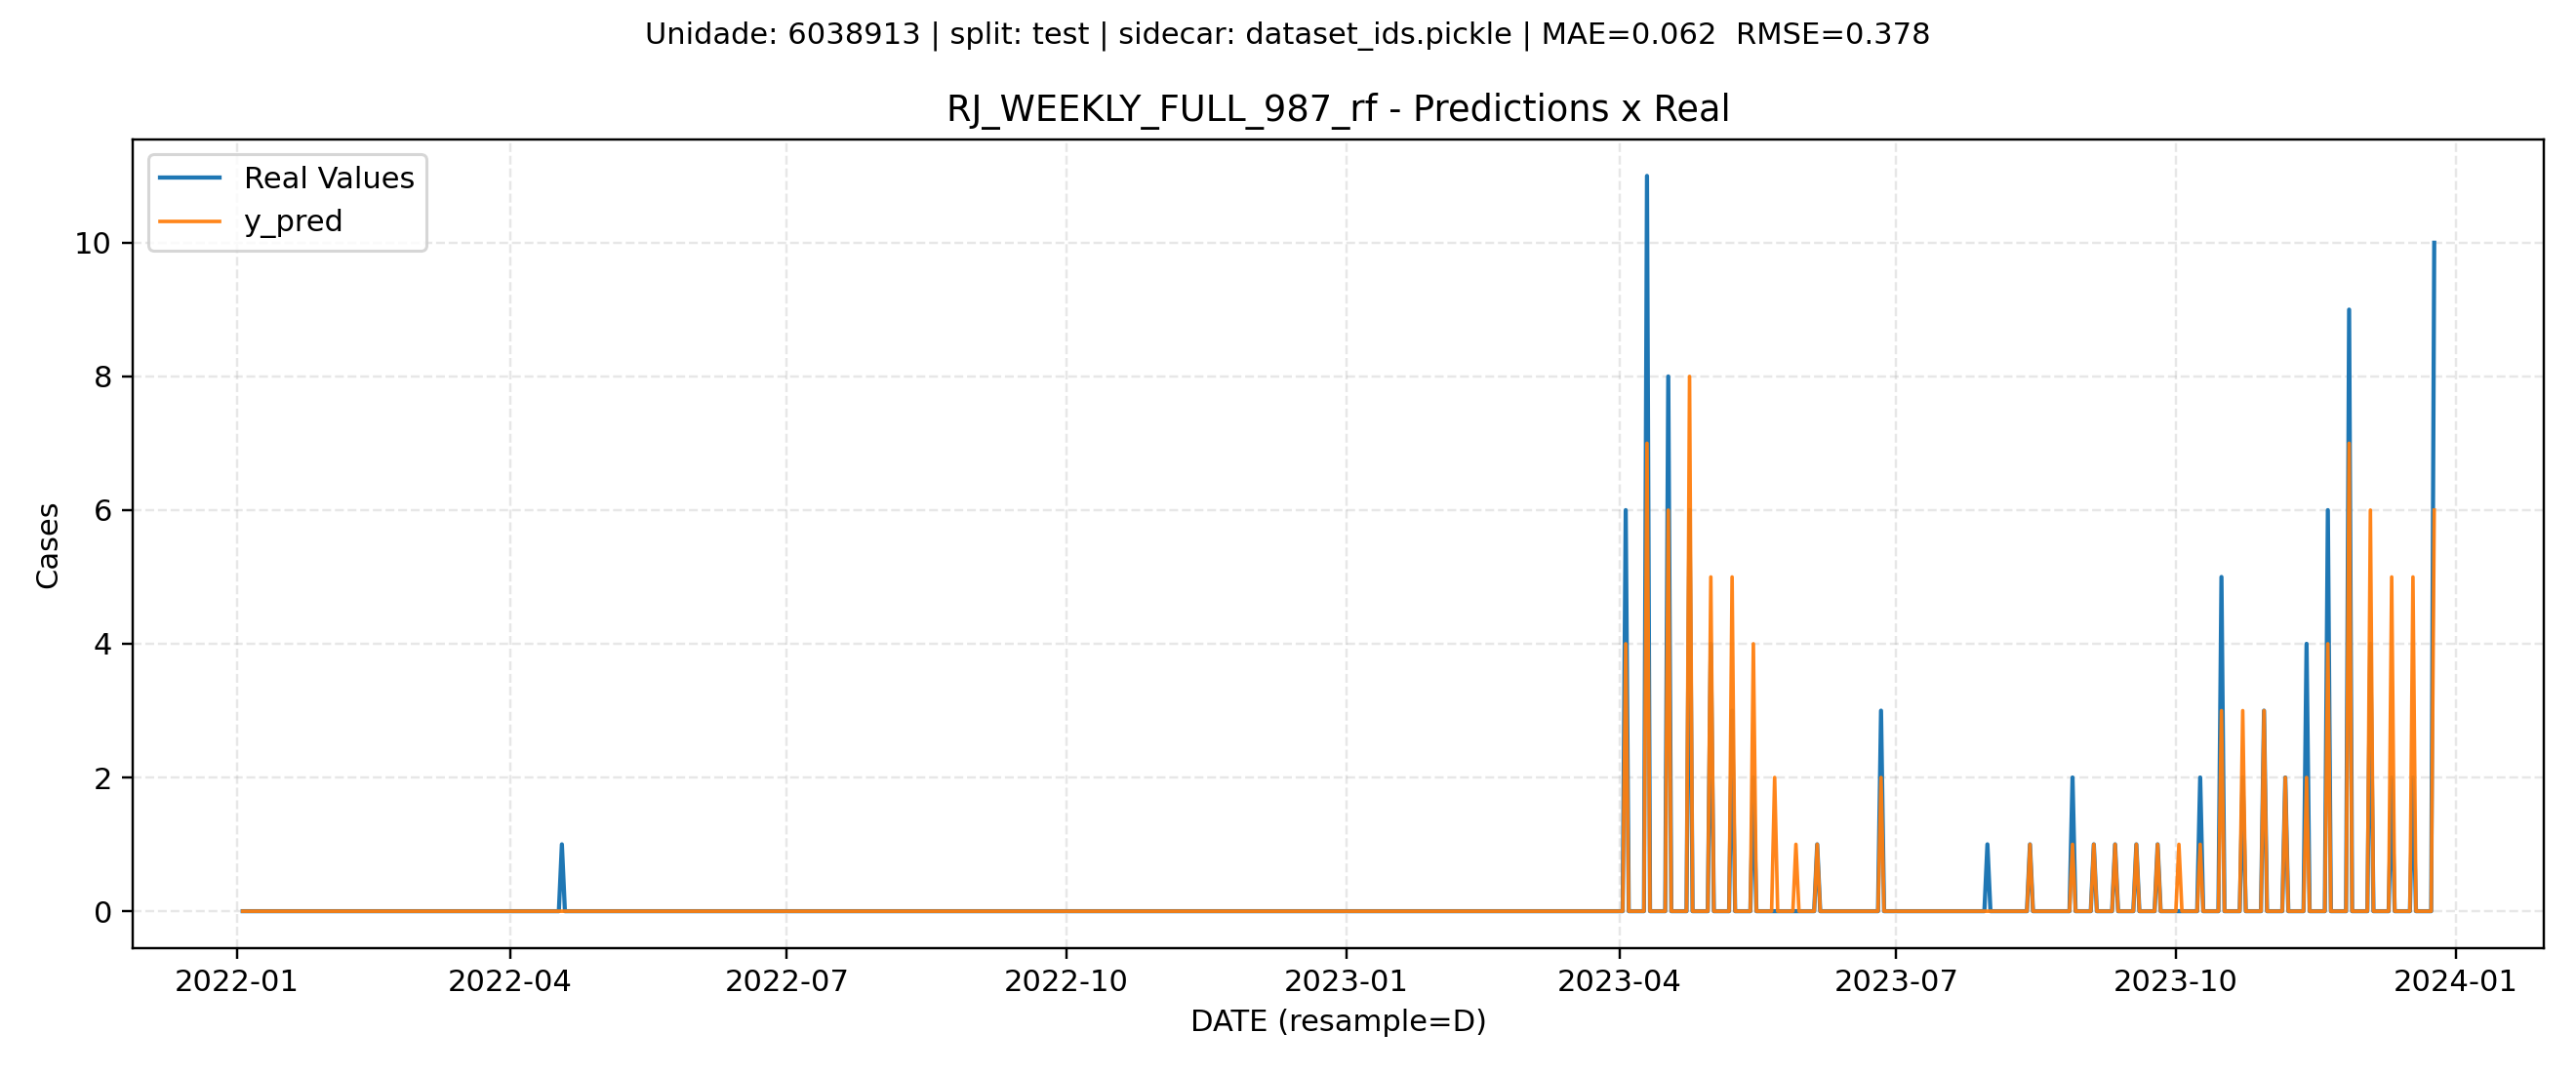 Unidade: 6038913 | split: test | sidecar: dataset_ids.pickle | MAE=0.062  RMSE=0.378
RJ_WEEKLY_FULL_987_rf - Predictions x Real
Real Values
y_pred
Cases
10
8
6
4
2
0
2022-01 2022-04 2022-07 2022-10 2023-01 2023-04 2023-07 2023-10 2024-01
DATE (resample=D)